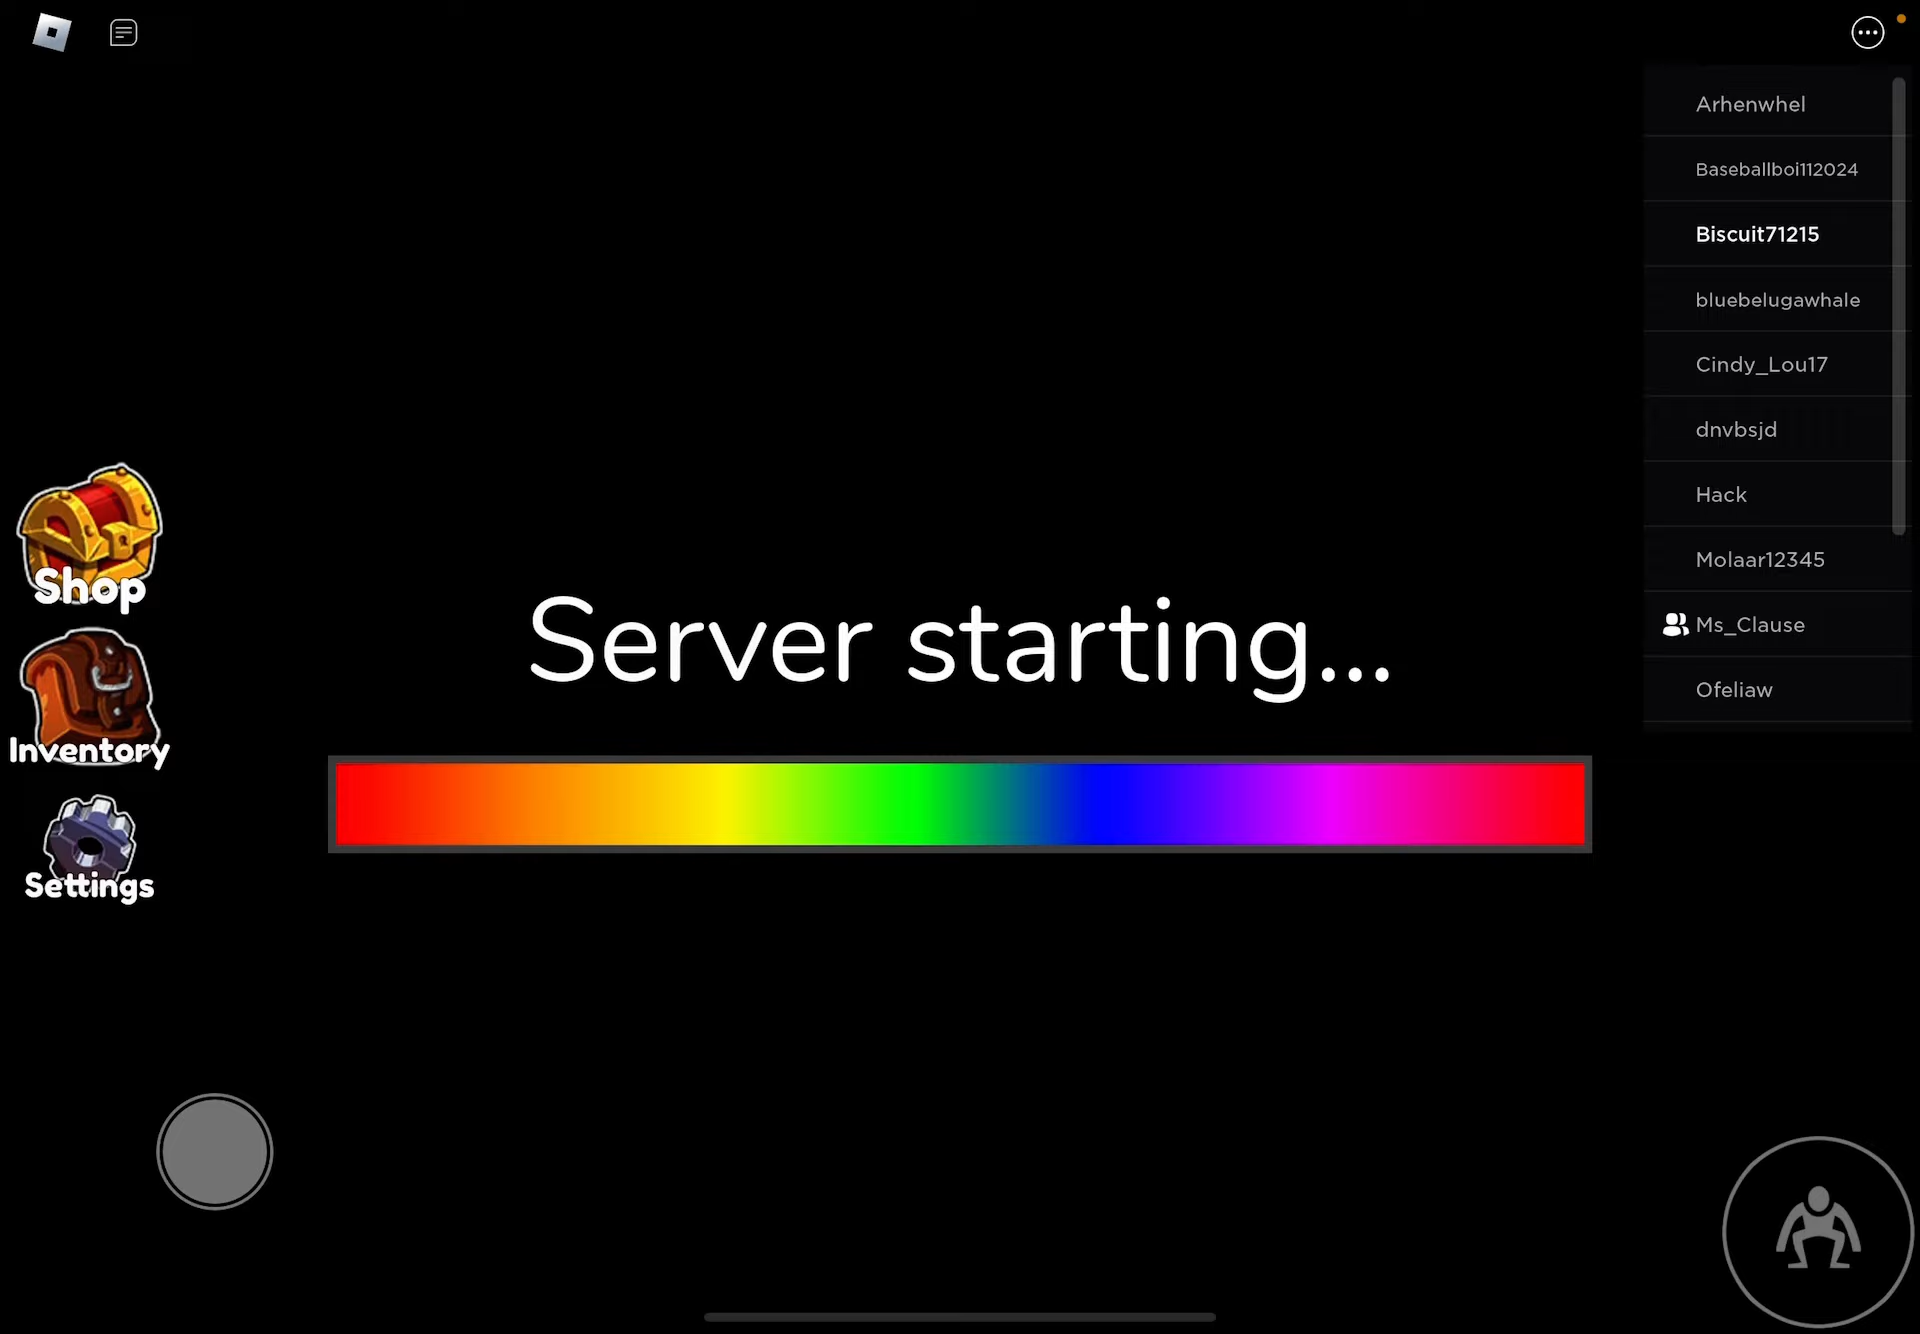 Arhenwhel
Baseballboi112024
Biscuit71215
bluebelugawhale
Cindy_Lou17
dnvbsjd
Hack
Molaar12345
Ms_Clause
Ofeliaw
Shop
Inventory
Settings
Server starting...